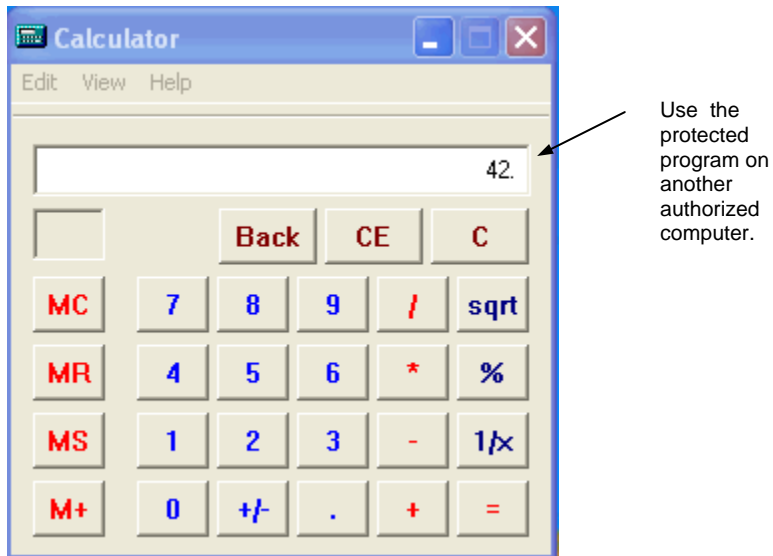 Calculator
Edit View Help
42.
Use the
protected
program on
another
authorized
computer.
Back CE C
MC 7 8 9 / sqrt
MR 4 5 6 * %
MS 1 2 3 - 1/x
M+ 0 +/- . + =